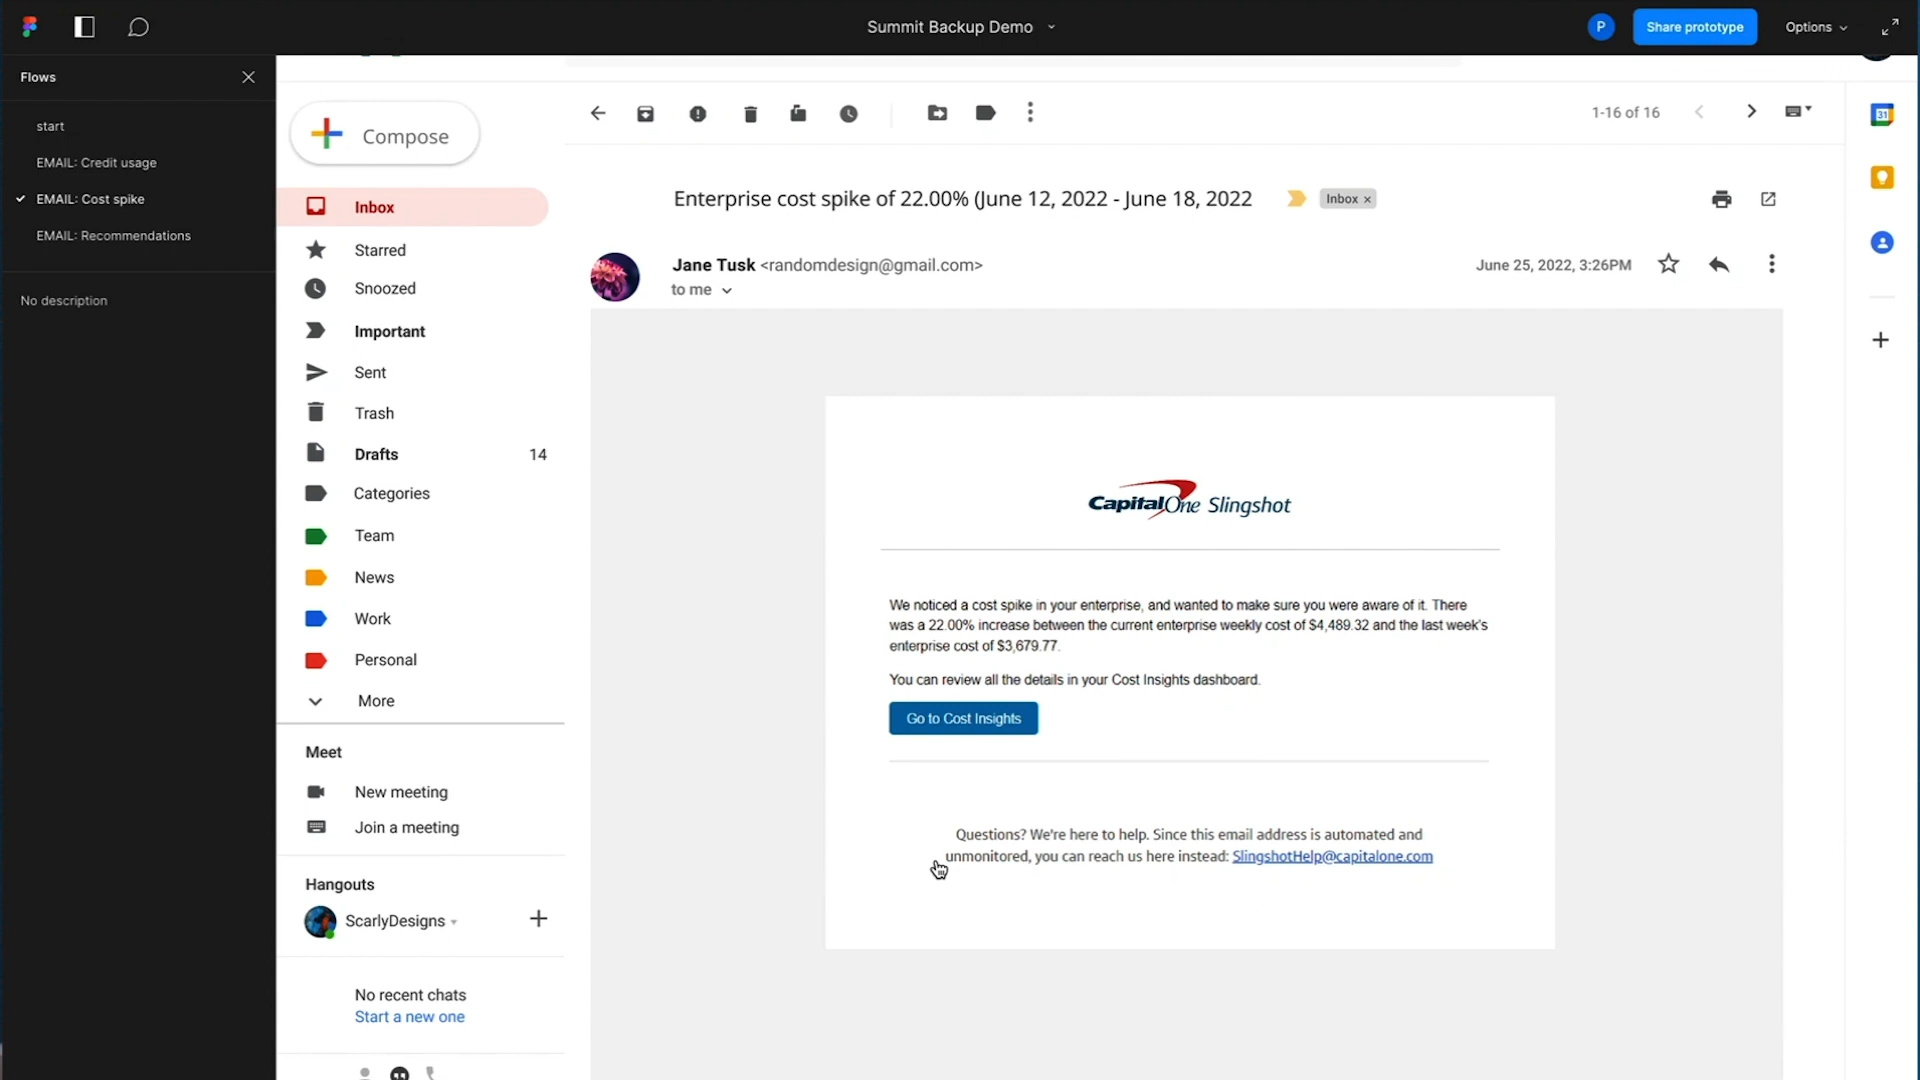 Summit Backup Demo
P
Share prototype
Options
Flows
start
EMAIL: Credit usage
EMAIL: Cost spike
EMAIL: Recommendations
No description
Compose
1-16 of 16
31
Inbox
Starred
Snoozed
Important
Sent
Trash
Drafts 14
Categories
Team
News
Work
Personal
More
Meet
New meeting
Join a meeting
Hangouts
ScarlyDesigns
No recent chats
Start a new one
Enterprise cost spike of 22.00% (June 12, 2022 - June 18, 2022
Inbox ×
Jane Tusk <randomdesign@gmail.com>
June 25, 2022, 3:26PM
to me
CapitalOne Slingshot
We noticed a cost spike in your enterprise, and wanted to make sure you were aware of it. There
was a 22.00% increase between the current enterprise weekly cost of $4,489.32 and the last week's
enterprise cost of $3,679.77.
You can review all the details in your Cost Insights dashboard.
Go to Cost Insights
Questions? We're here to help. Since this email address is automated and
unmonitored, you can reach us here instead: SlingshotHelp@capitalone.com